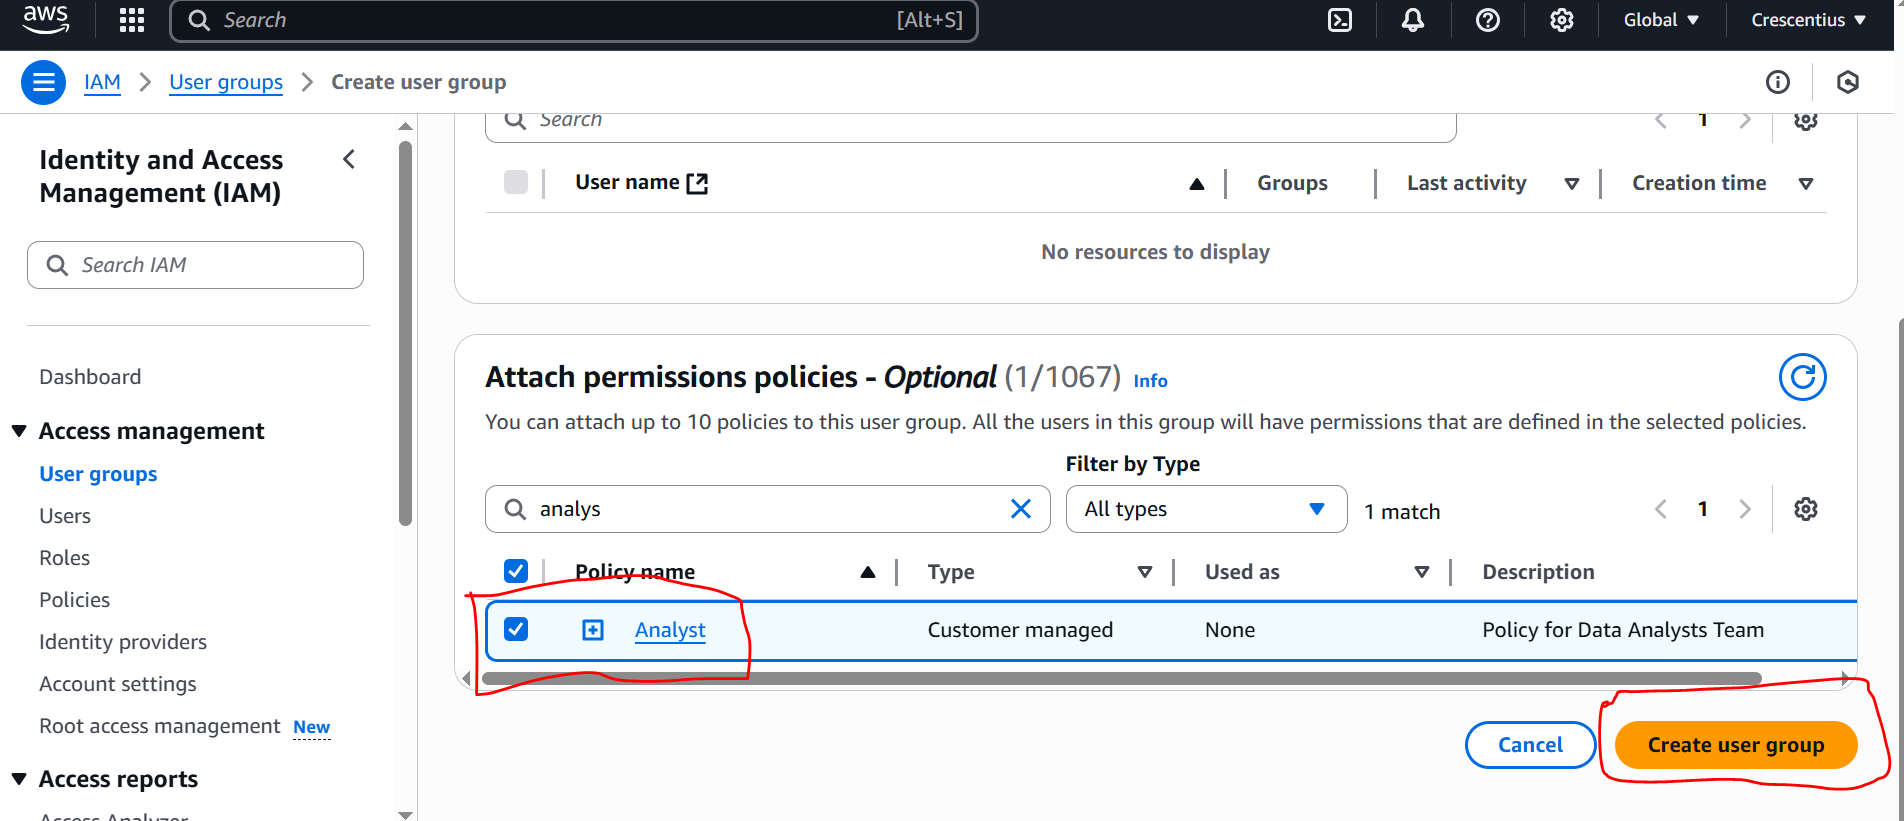 aws
Search [Alt+S] Global Crescentius
IAM User groups Create user group
Identity and Access
Management (IAM)
Search IAM
Dashboard
Access management
User groups
Users
Roles
Policies
Identity providers
Account settings
Root access management New
Access reports
Access Analyzer
Search 1
User name Groups Last activity Creation time
No resources to display
Attach permissions policies - Optional (1/1067) Info
You can attach up to 10 policies to this user group. All the users in this group will have permissions that are defined in the selected policies.
Filter by Type
analys All types 1 match 1
Policy name Type Used as Description
Analyst Customer managed None Policy for Data Analysts Team
Cancel Create user group